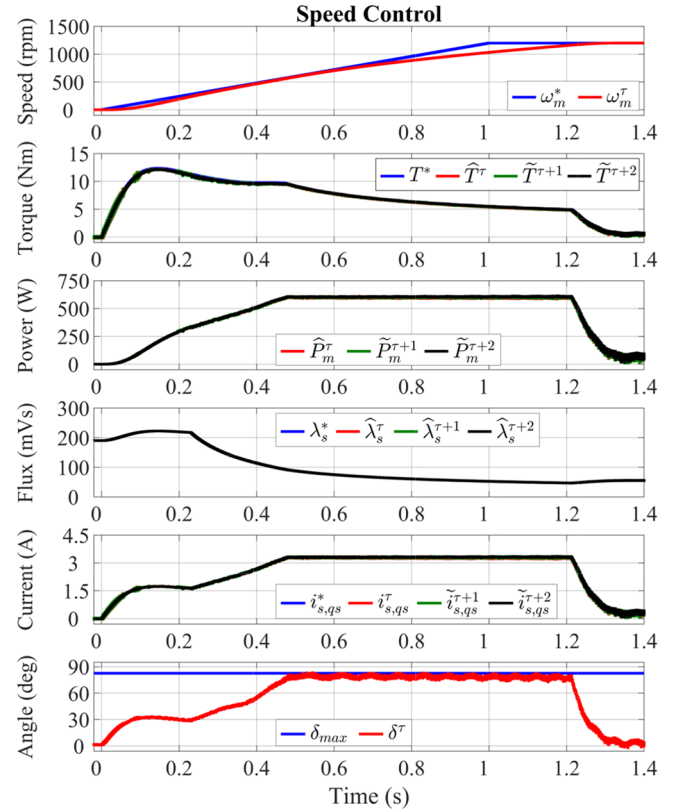 Speed Control
Speed (rpm)
1500
1000
500
0
ω*m ωτm
0 0.2 0.4 0.6 0.8 1 1.2 1.4
Torque (Nm)
15
10
5
0
T* T̂τ T̃τ+1 T̃τ+2
0 0.2 0.4 0.6 0.8 1 1.2 1.4
Power (W)
750
500
250
0
P̂τm P̃τ+1m P̃τ+2m
0 0.2 0.4 0.6 0.8 1 1.2 1.4
Flux (mVs)
300
200
100
0
λ*s λ̂τs λ̂τ+1s λ̂τ+2s
0 0.2 0.4 0.6 0.8 1 1.2 1.4
Current (A)
4.5
3
1.5
0
i*s,qs iτs,qs ĩτ+1s,qs ĩτ+2s,qs
0 0.2 0.4 0.6 0.8 1 1.2 1.4
Angle (deg)
90
60
30
0
δmax δτ
0 0.2 0.4 0.6 0.8 1 1.2 1.4
Time (s)